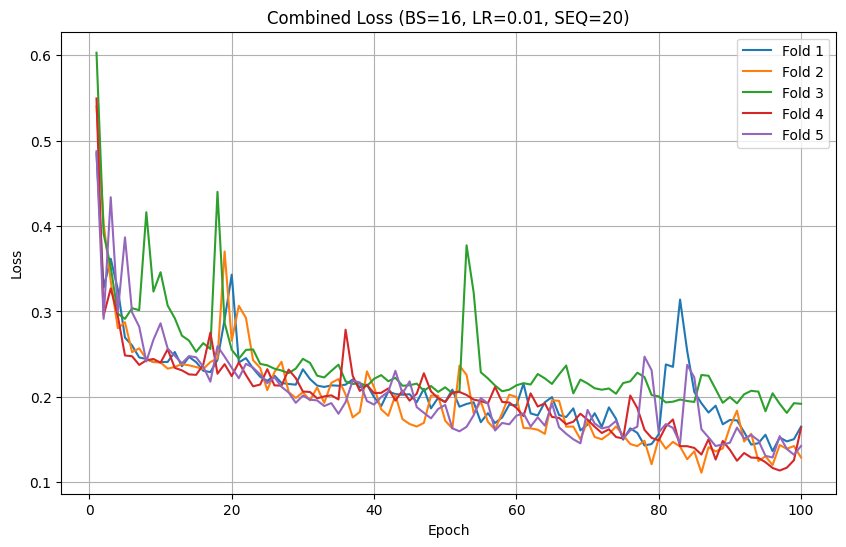 Combined Loss (BS=16, LR=0.01, SEQ=20)
Fold 1
Fold 2
Fold 3
Fold 4
Fold 5
Loss
0.6
0.5
0.4
0.3
0.2
0.1
0
20
40
60
80
100
Epoch